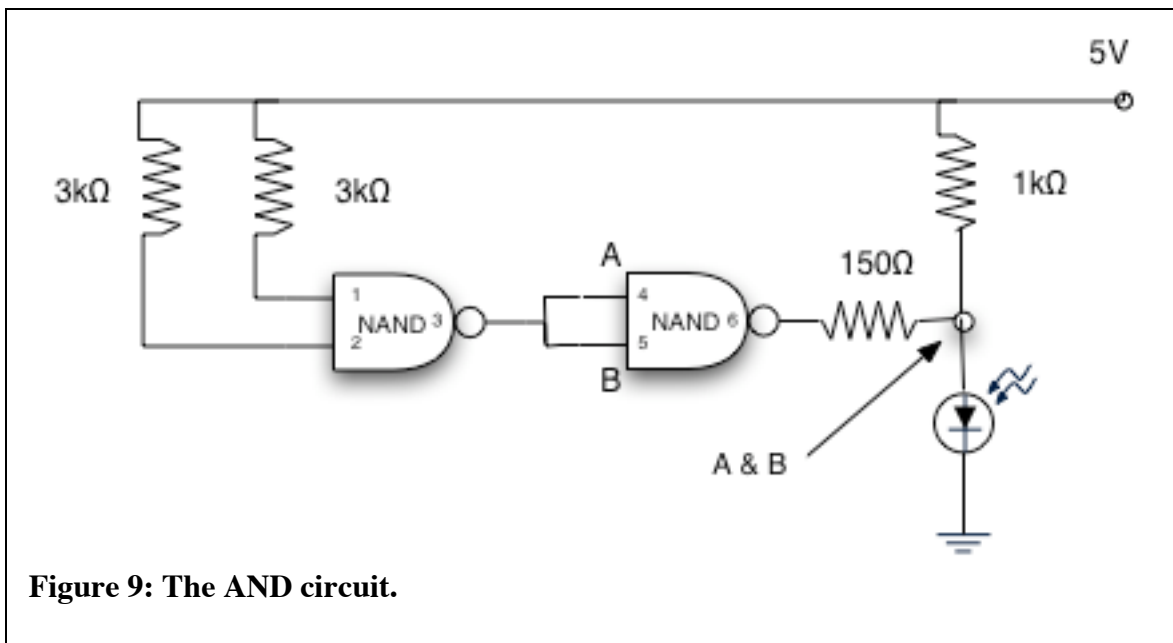 5V
3kΩ
3kΩ
1kΩ
A
150Ω
1
NAND 3
2
4
NAND 6
5
B
A & B
Figure 9: The AND circuit.